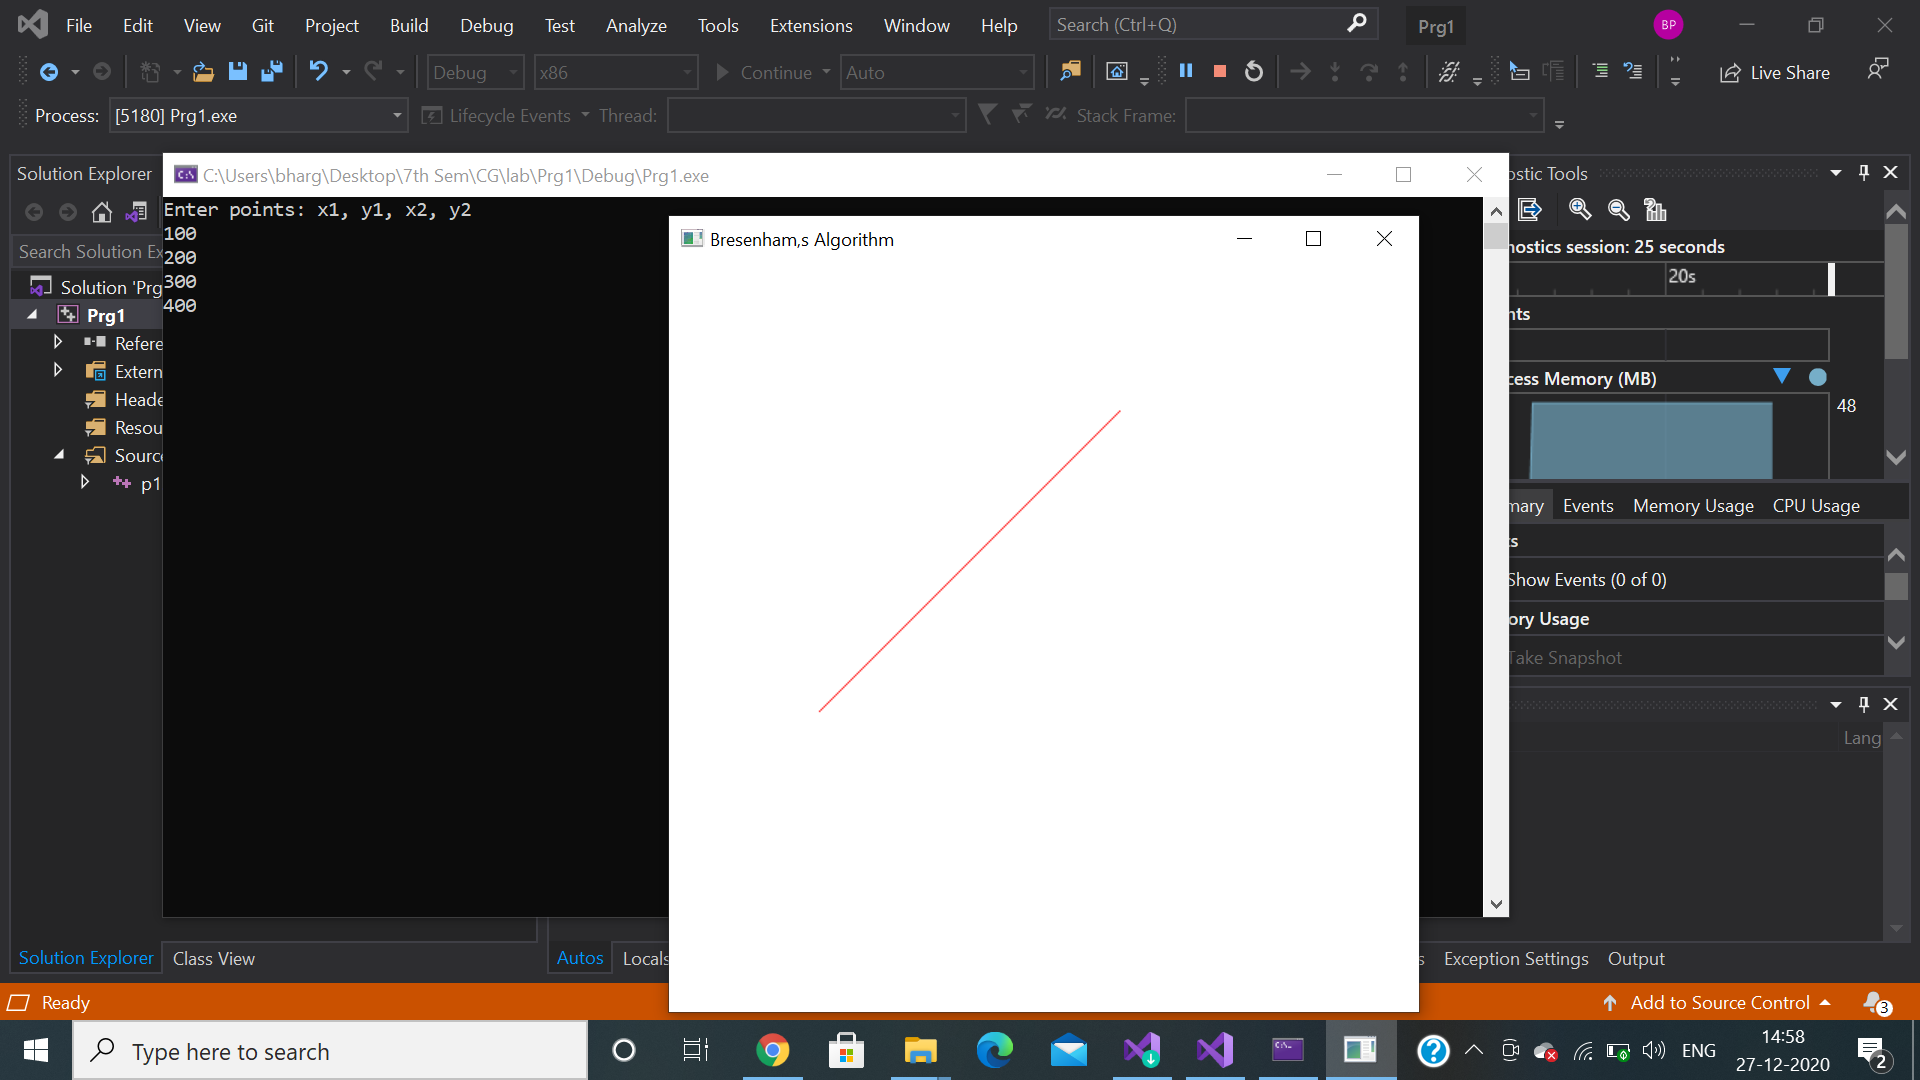 File Edit View Git Project Build Debug Test Analyze Tools Extensions Window Help Search (Ctrl+Q) Prg1 BP
Debug x86 Continue Auto Live Share
Process: [5180] Prg1.exe Lifecycle Events Thread: Stack Frame:
Solution Explorer
C:\Users\bharg\Desktop\7th Sem\CG\lab\Prg1\Debug\Prg1.exe
ostic Tools
Enter points: x1, y1, x2, y2
100
200
300
400
Bresenham,s Algorithm
Search Solution Ex
Solution 'Prg
Prg1
Refere
Extern
Heade
Resou
Source
p1
nostics session: 25 seconds
20s
nts
cess Memory (MB)
48
mary Events Memory Usage CPU Usage
ts
Show Events (0 of 0)
ory Usage
Take Snapshot
Lang
Solution Explorer Class View
Autos Locals
s Exception Settings Output
Ready
Add to Source Control
3
Type here to search
ENG
14:58
27-12-2020
2